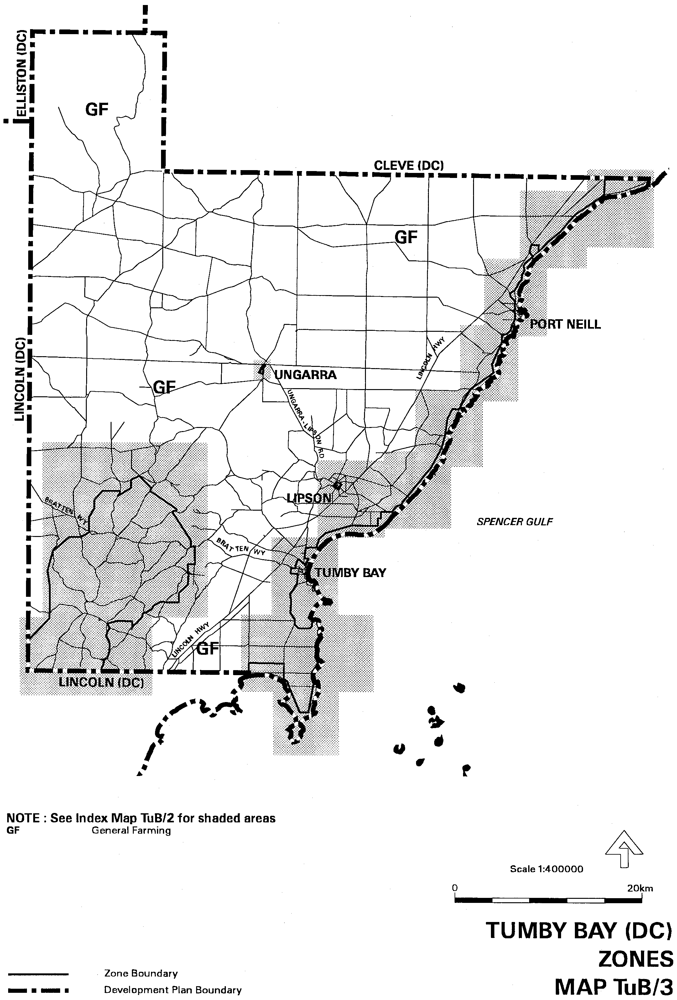 ELLISTON (DC)
GF
CLEVE (DC)
GF
PORT NEILL
LINCOLN HWY
LINCOLN (DC)
UNGARRA
GF
UNGARRA - LIPSON RD
LIPSON
BRATTEN WY
SPENCER GULF
BRATTEN WY
TUMBY BAY
LINCOLN HWY
GF
LINCOLN (DC)
NOTE : See Index Map TuB/2 for shaded areas
GF General Farming
Scale 1:400000
0 20km
TUMBY BAY (DC)
ZONES
MAP TuB/3
Zone Boundary
Development Plan Boundary